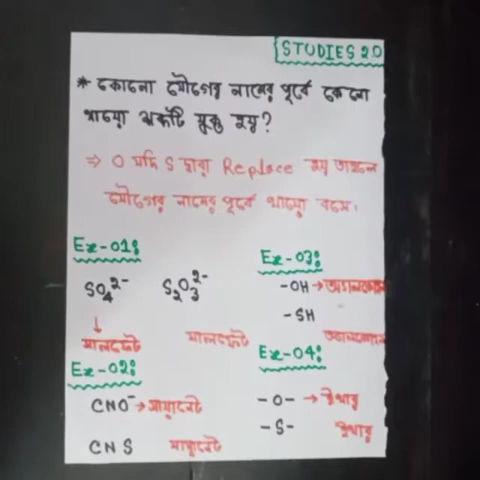 STUDIES 2.0
* কোনো যৌগের নামের পূর্বে কেনো
থায়ো শব্দটি যুক্ত হয়?
⇒ O যদি S দ্বারা Replace হয় তাহলে
যৌগের নামের পূর্বে থায়ো বসে।
Ex-01:
SO₄²⁻ S₂O₃²⁻
↓
সালফেট সালফেট
Ex-02:
CNO⁻ → সায়ানেট
CNS সায়ানেট
Ex-03:
-OH → অ্যালকোহল
-SH অ্যালকোহল
Ex-04:
-O- → ইথার
-S- ইথার